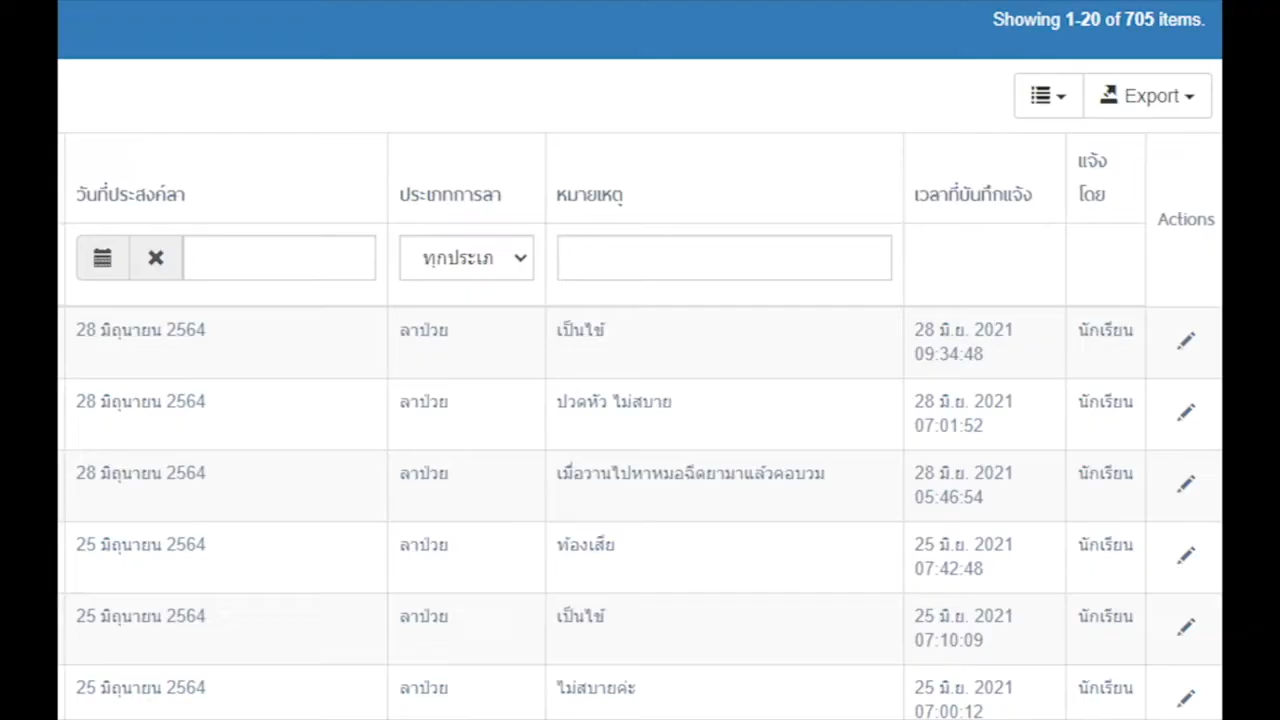 Showing 1-20 of 705 items.
Export
วันที่ประสงค์ลา ประเภทการลา หมายเหตุ เวลาที่บันทึกแจ้ง แจ้ง
โดย
Actions
ทุกประเภ
28 มิถุนายน 2564 ลาป่วย เป็นไข้ 28 มิ.ย. 2021 นักเรียน
09:34:48
28 มิถุนายน 2564 ลาป่วย ปวดหัว ไม่สบาย 28 มิ.ย. 2021 นักเรียน
07:01:52
28 มิถุนายน 2564 ลาป่วย เมื่อวานไปหาหมอฉีดยามาแล้วคอบวม 28 มิ.ย. 2021 นักเรียน
05:46:54
25 มิถุนายน 2564 ลาป่วย ท้องเสีย 25 มิ.ย. 2021 นักเรียน
07:42:48
25 มิถุนายน 2564 ลาป่วย เป็นไข้ 25 มิ.ย. 2021 นักเรียน
07:10:09
25 มิถุนายน 2564 ลาป่วย ไม่สบายค่ะ 25 มิ.ย. 2021 นักเรียน
07:00:12